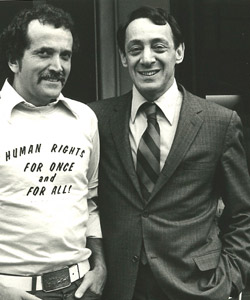 HUMAN RIGHTS
FOR ONCE
and
FOR ALL!